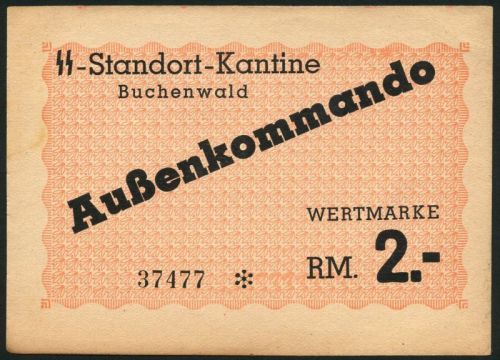 SS-Standort-Kantine
Buchenwald
Außenkommando
WERTMARKE
37477 *
RM. 2.-